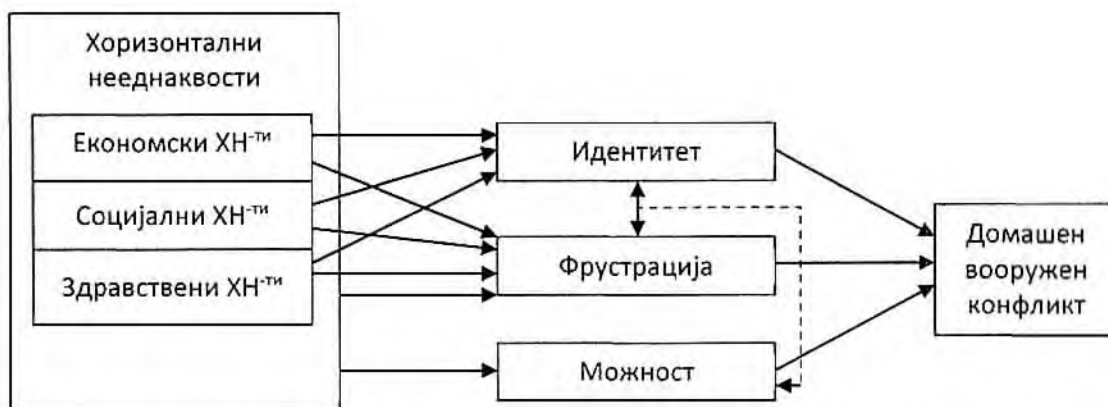 Хоризонтални
нееднаквости
Економски ХН-ти
Социјални ХН-ти
Здравствени ХН-ти
Идентитет
Фрустрација
Можност
Домашен
вооружен
конфликт